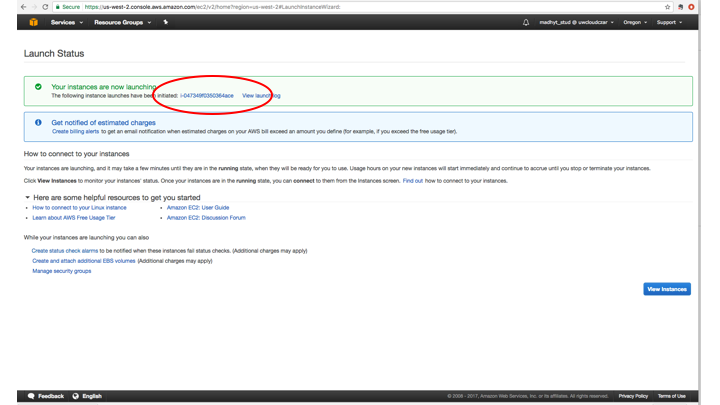 Secure https://us-west-2.console.aws.amazon.com/ec2/v2/home?region=us-west-2#LaunchInstanceWizard:
Services Resource Groups madhyt_stud @ uwcloudzar Oregon Support
Launch Status
Your instances are now launching
The following instance launches have been initiated: i-047349f0350364ace View launch log
Get notified of estimated charges
Create billing alerts to get an email notification when estimated charges on your AWS bill exceed an amount you define (for example, if you exceed the free usage tier).
How to connect to your instances
Your instances are launching, and it may take a few minutes until they are in the running state, when they will be ready for you to use. Usage hours on your new instances will start immediately and continue to accrue until you stop or terminate your instances.
Click View Instances to monitor your instances' status. Once your instances are in the running state, you can connect to them from the Instances screen. Find out how to connect to your instances.
Here are some helpful resources to get you started
• How to connect to your Linux instance • Amazon EC2: User Guide
• Learn about AWS Free Usage Tier • Amazon EC2: Discussion Forum
While your instances are launching you can also
Create status check alarms to be notified when these instances fail status checks. (Additional charges may apply)
Create and attach additional EBS volumes (Additional charges may apply)
Manage security groups
View Instances
Feedback English © 2008 - 2017, Amazon Web Services, Inc. or its affiliates. All rights reserved. Privacy Policy Terms of Use